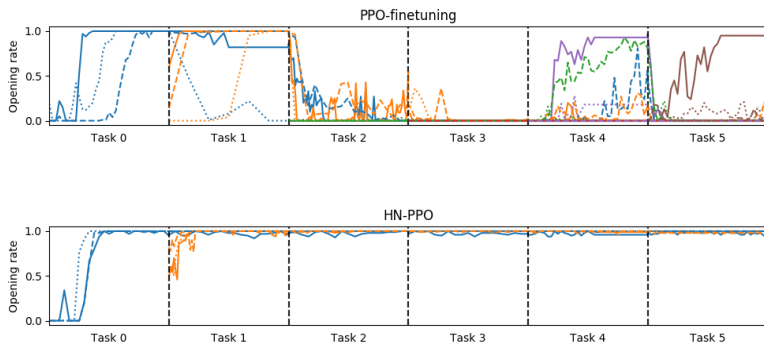 PPO-finetuning
1.0
0.5
0.0
Opening rate
Task 0 Task 1 Task 2 Task 3 Task 4 Task 5
HN-PPO
1.0
0.5
0.0
Opening rate
Task 0 Task 1 Task 2 Task 3 Task 4 Task 5